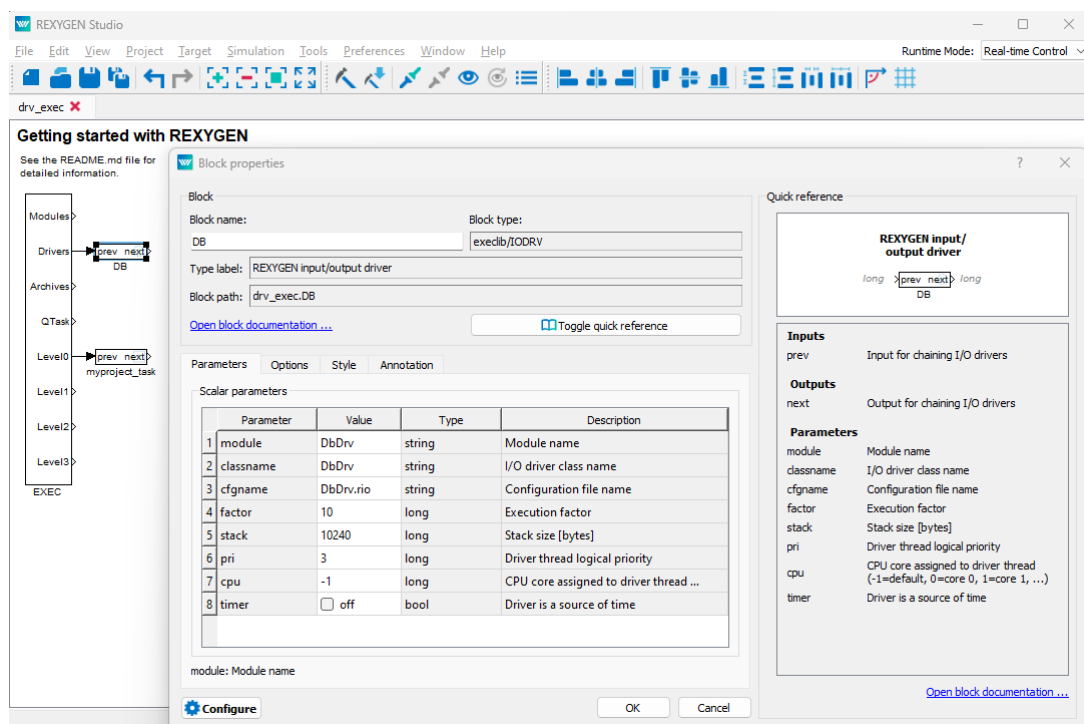 REXYGEN Studio
File Edit View Project Target Simulation Tools Preferences Window Help
Runtime Mode: Real-time Control
drv_exec
Getting started with REXYGEN
See the README.md file for
detailed information.
Modules
Drivers
prev next
DB
Archives
QTask
Level0
prev next
myproject_task
Level1
Level2
Level3
EXEC
Block properties
?
Block
Block name:
Block type:
DB
execlib/IODRV
Type label: REXYGEN input/output driver
Block path: drv_exec.DB
Open block documentation ...
Toggle quick reference
Parameters Options Style Annotation
Scalar parameters
Parameter Value Type Description
1 module DbDrv string Module name
2 classname DbDrv string I/O driver class name
3 cfgname DbDrv.rio string Configuration file name
4 factor 10 long Execution factor
5 stack 10240 long Stack size [bytes]
6 pri 3 long Driver thread logical priority
7 cpu -1 long CPU core assigned to driver thread ...
8 timer off bool Driver is a source of time
module: Module name
Configure
OK
Cancel
Quick reference
REXYGEN input/
output driver
long prev next long
DB
Inputs
prev Input for chaining I/O drivers
Outputs
next Output for chaining I/O drivers
Parameters
module Module name
classname I/O driver class name
cfgname Configuration file name
factor Execution factor
stack Stack size [bytes]
pri Driver thread logical priority
cpu CPU core assigned to driver thread
(-1=default, 0=core 0, 1=core 1, ...)
timer Driver is a source of time
Open block documentation ...